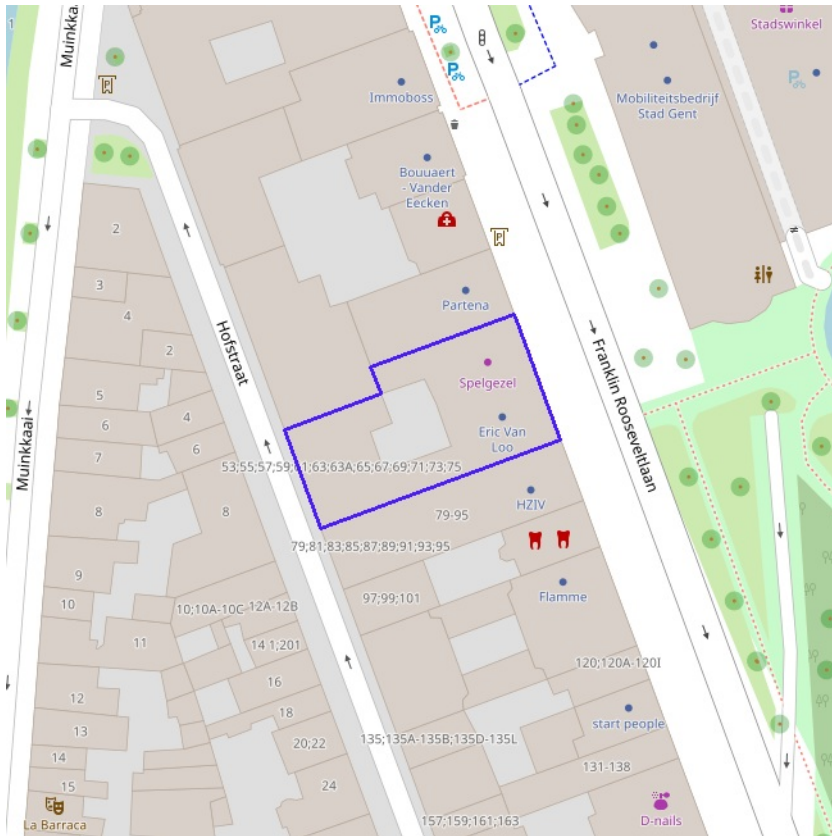 Muinkkaai
Stadswinkel
Immoboss
Mobiliteitsbedrijf
Stad Gent
P
P
P
P
P
Bouuaert
- Vander
Eecken
2
3
4
2
Partena
Hofstraat
Franklin Rooseveltlaan
Spelgezel
5
4
6
6
7
Eric Van
Loo
Muinkkaai
53;55;57;59;61;63;63A;65;67;69;71;73;75
HZIV
8
8
79-95
79;81;83;85;87;89;91;93;95
9
Flamme
10
10;10A-10C
12A-12B
97;99;101
11
14 1;201
120;120A-120I
16
12
18
start people
13
20;22
135;135A-135B;135D-135L
14
131-138
15
24
La Barraca
157;159;161;163
D-nails